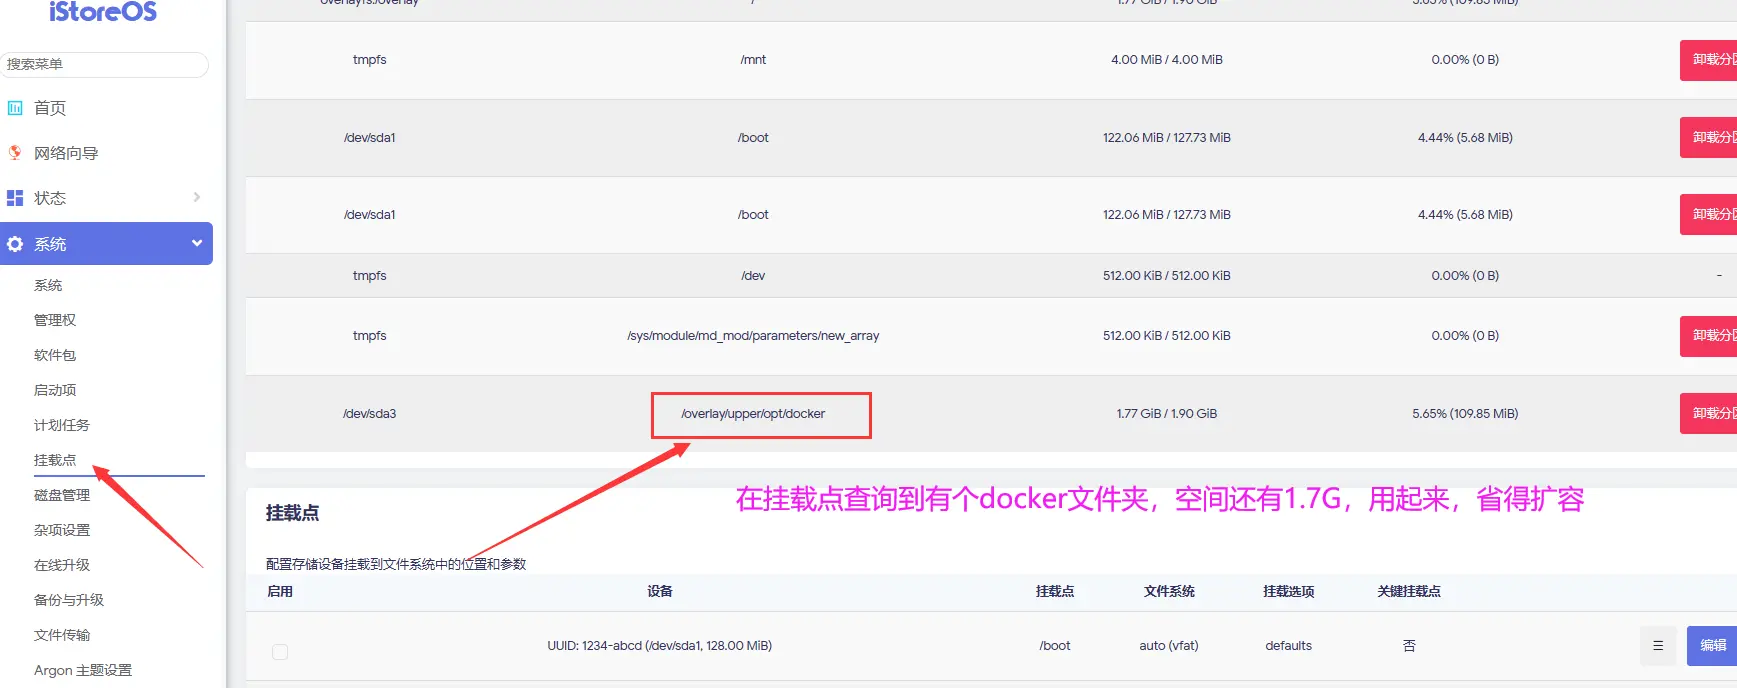 iStoreOS
搜索菜单
首页
网络向导
状态
系统
系统
管理权
软件包
启动项
计划任务
挂载点
磁盘管理
杂项设置
在线升级
备份与升级
文件传输
Argon 主题设置
overlayfs:/overlay / 1.77 GiB / 1.90 GiB 5.65% (109.85 MiB)
tmpfs /mnt 4.00 MiB / 4.00 MiB 0.00% (0 B) 卸载分区
/dev/sda1 /boot 122.06 MiB / 127.73 MiB 4.44% (5.68 MiB) 卸载分区
/dev/sda1 /boot 122.06 MiB / 127.73 MiB 4.44% (5.68 MiB) 卸载分区
tmpfs /dev 512.00 KiB / 512.00 KiB 0.00% (0 B) -
tmpfs /sys/module/md_mod/parameters/new_array 512.00 KiB / 512.00 KiB 0.00% (0 B) 卸载分区
/dev/sda3 /overlay/upper/opt/docker 1.77 GiB / 1.90 GiB 5.65% (109.85 MiB) 卸载分区
在挂载点查询到有个docker文件夹，空间还有1.7G，用起来，省得扩容
挂载点
配置存储设备挂载到文件系统中的位置和参数
启用 设备 挂载点 文件系统 挂载选项 关键挂载点
UUID: 1234-abcd (/dev/sda1, 128.00 MiB) /boot auto (vfat) defaults 否 ☰ 编辑